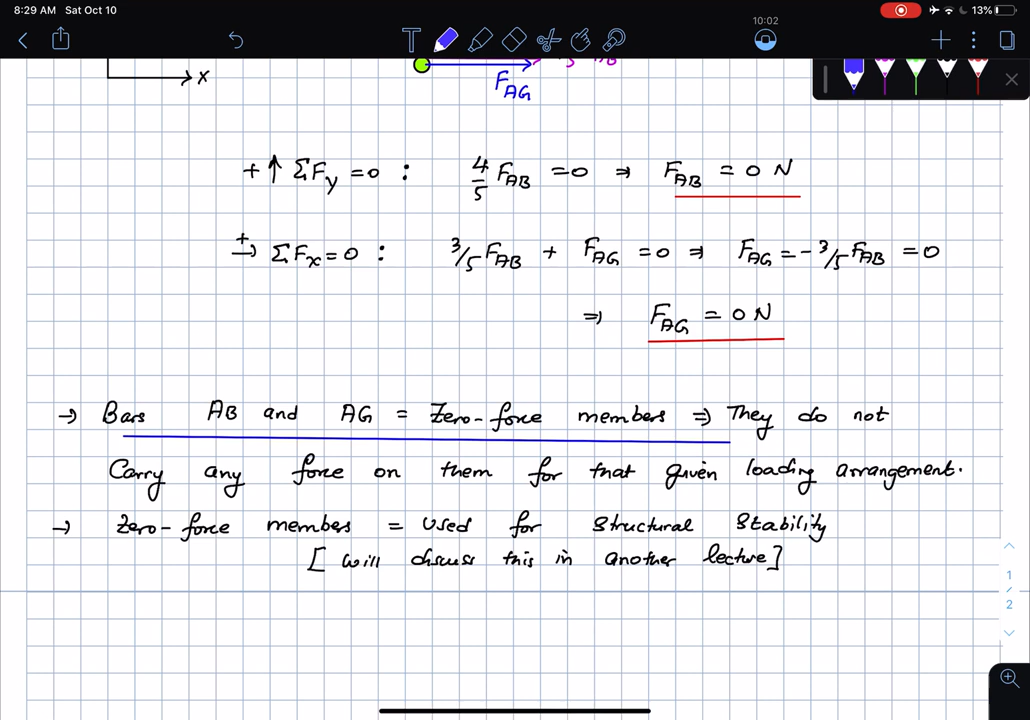 8:29 AM Sat Oct 10
10:02
13%
x
F_AG
+↑ ΣF_y = 0 : 4/5 F_AB = 0 ⇒ F_AB = 0 N
+→ ΣF_x = 0 : 3/5 F_AB + F_AG = 0 ⇒ F_AG = - 3/5 F_AB = 0
⇒ F_AG = 0 N
→ Bars AB and AG = Zero-force members ⇒ They do not
Carry any force on them for that given loading arrangement.
→ Zero-force members = used for structural stability
[ will discuss this in another lecture ]
1
2